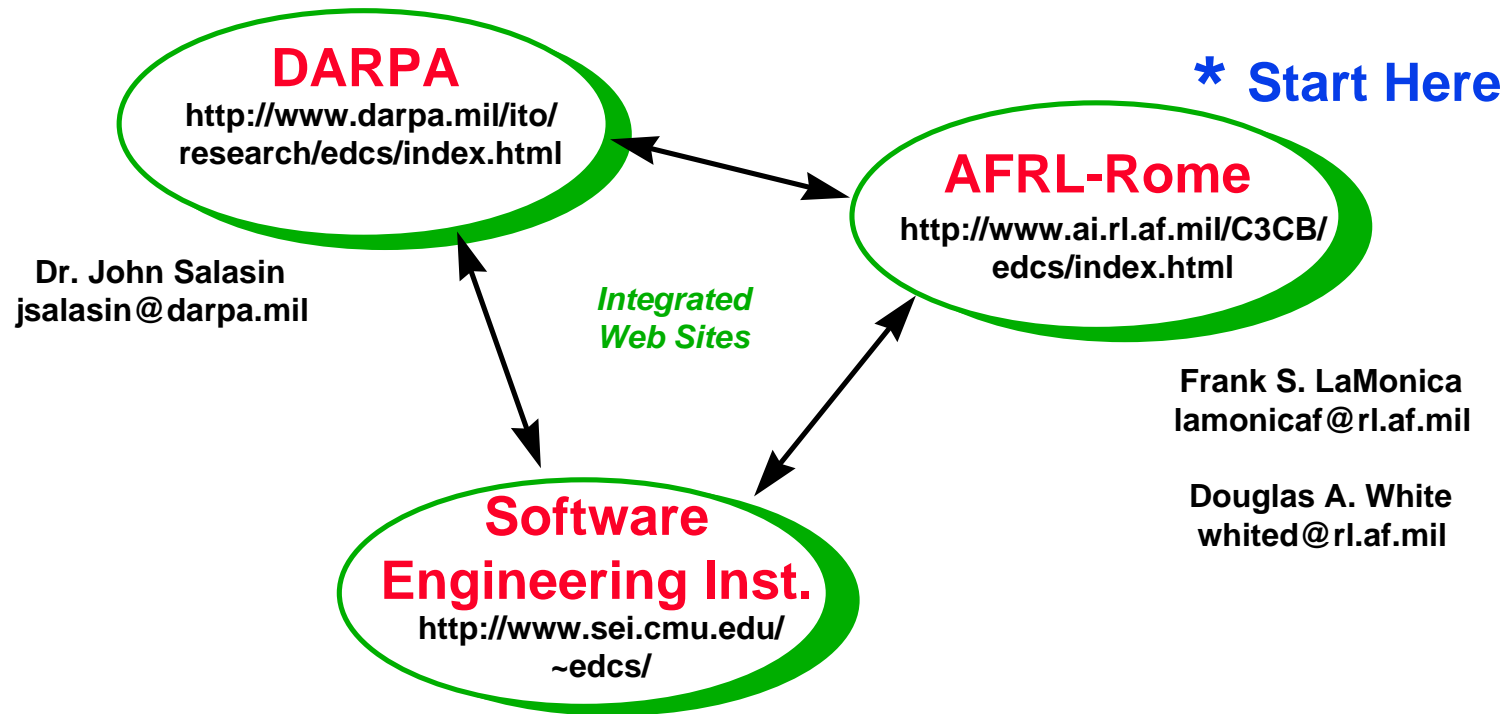 DARPA
http://www.darpa.mil/ito/
research/edcs/index.html
* Start Here
AFRL-Rome
http://www.ai.rl.af.mil/C3CB/
edcs/index.html
Dr. John Salasin
jsalasin@darpa.mil
Integrated
Web Sites
Frank S. LaMonica
lamonicaf@rl.af.mil
Douglas A. White
whited@rl.af.mil
Software
Engineering Inst.
http://www.sei.cmu.edu/
~edcs/